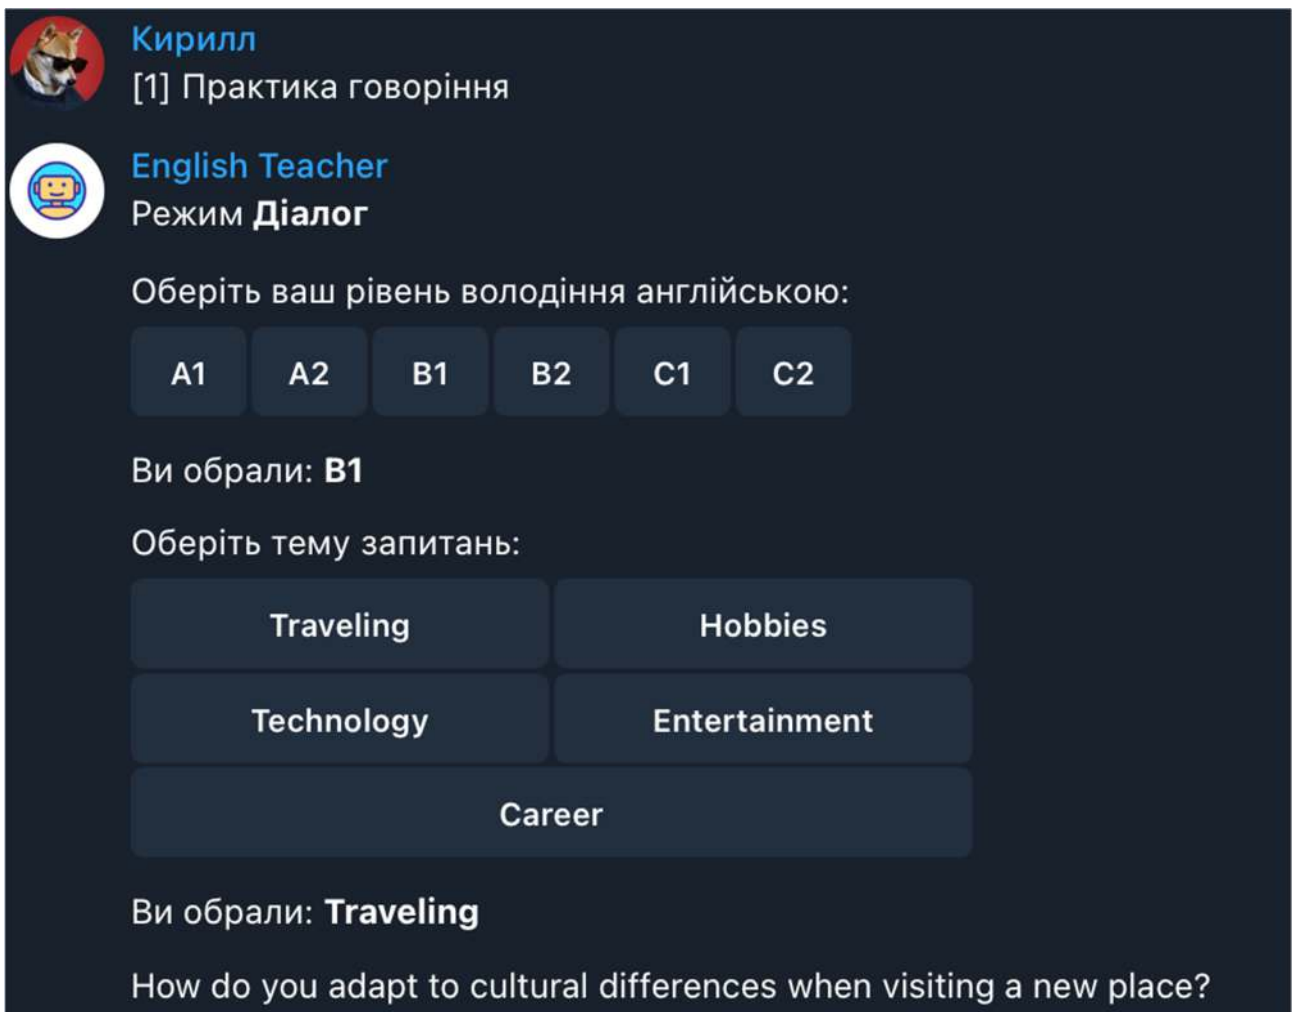 Кирилл
[1] Практика говоріння
English Teacher
Режим Діалог
Оберіть ваш рівень володіння англійською:
A1 A2 B1 B2 C1 C2
Ви обрали: B1
Оберіть тему запитань:
Traveling Hobbies
Technology Entertainment
Career
Ви обрали: Traveling
How do you adapt to cultural differences when visiting a new place?